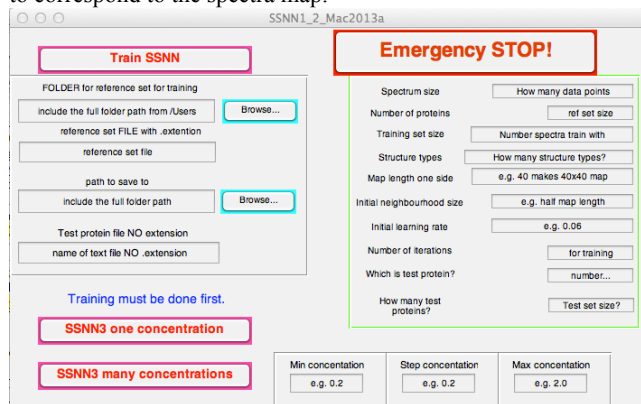 to correspond to the spectra map.
SSNN1_2_Mac2013a
Train SSNN
Emergency STOP!
FOLDER for reference set for training
include the full folder path from /Users
Browse...
reference set FILE with .extention
reference set file
path to save to
include the full folder path
Browse...
Test protein file NO extension
name of text file NO .extension
Spectrum size
How many data points
Number of proteins
ref set size
Training set size
Number spectra train with
Structure types
How many structure types?
Map length one side
e.g. 40 makes 40x40 map
Initial neighbourhood size
e.g. half map length
Initial learning rate
e.g. 0.06
Number of iterations
for training
Which is test protein?
number...
How many test
proteins?
Test set size?
Training must be done first.
SSNN3 one concentration
SSNN3 many concentrations
Min concentation
e.g. 0.2
Step concentation
e.g. 0.2
Max concentation
e.g. 2.0